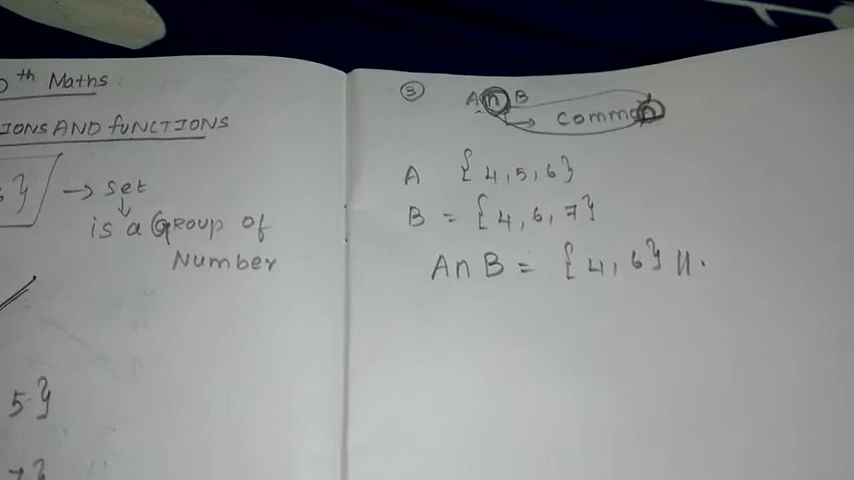 th Maths
IONS AND fUNCTIONS
} → set
is a Group of
Number
5}
7}
③
A∩B
→ common
A {4,5,6}
B = {4,6,7}
A∩B = {4,6} //.